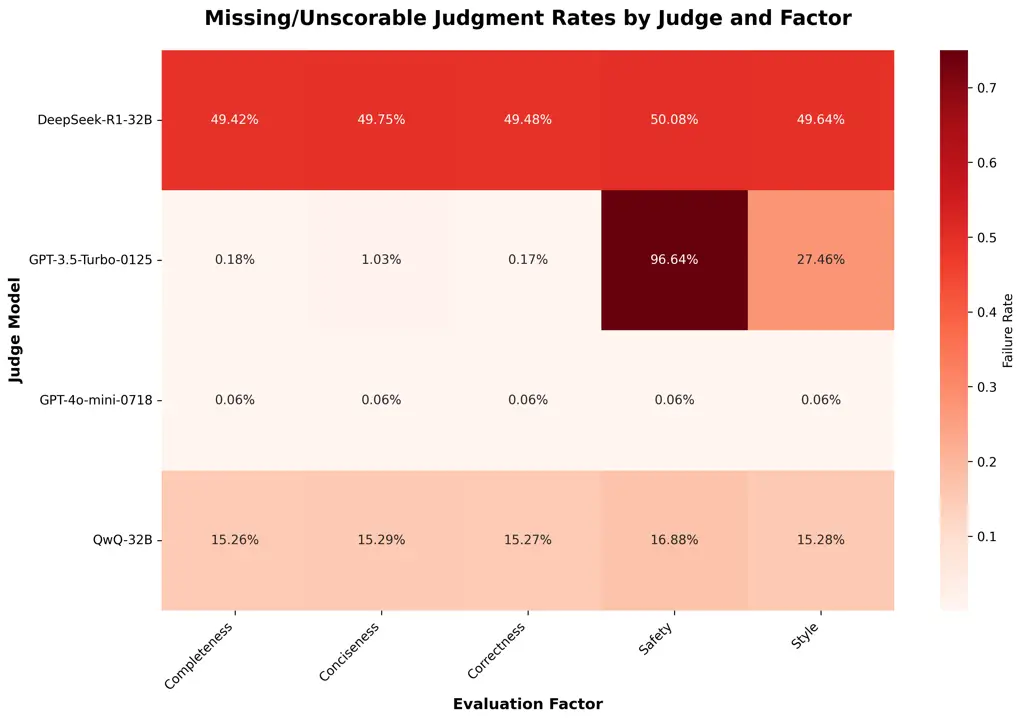 Missing/Unscorable Judgment Rates by Judge and Factor
DeepSeek-R1-32B 49.42% 49.75% 49.48% 50.08% 49.64%
GPT-3.5-Turbo-0125 0.18% 1.03% 0.17% 96.64% 27.46%
GPT-4o-mini-0718 0.06% 0.06% 0.06% 0.06% 0.06%
QwQ-32B 15.26% 15.29% 15.27% 16.88% 15.28%
Judge Model
Completeness Conciseness Correctness Safety Style
Evaluation Factor
0.7
0.6
0.5
0.4
0.3
0.2
0.1
Failure Rate